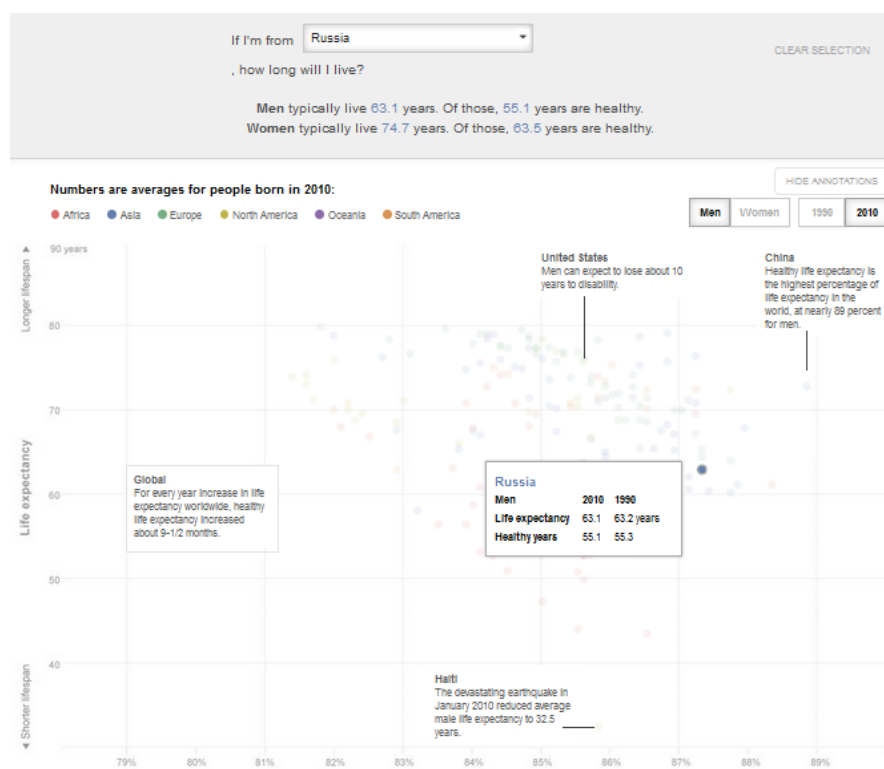 If I'm from Russia
CLEAR SELECTION
, how long will I live?
Men typically live 63.1 years. Of those, 55.1 years are healthy.
Women typically live 74.7 years. Of those, 63.5 years are healthy.
HIDE ANNOTATIONS
Numbers are averages for people born in 2010:
Africa Asia Europe North America Oceania South America
Men Women 1990 2010
Longer lifespan
Life expectancy
Shorter lifespan
90 years
80
70
60
50
40
United States
Men can expect to lose about 10
years to disability.
China
Healthy life expectancy is
the highest percentage of
life expectancy in the
world, at nearly 89 percent
for men.
Global
For every year increase in life
expectancy worldwide, healthy
life expectancy increased
about 9-1/2 months.
Russia
Men 2010 1990
Life expectancy 63.1 63.2 years
Healthy years 55.1 55.3
Haiti
The devastating earthquake in
January 2010 reduced average
male life expectancy to 32.5
years.
79% 80% 81% 82% 83% 84% 85% 86% 87% 88% 89%